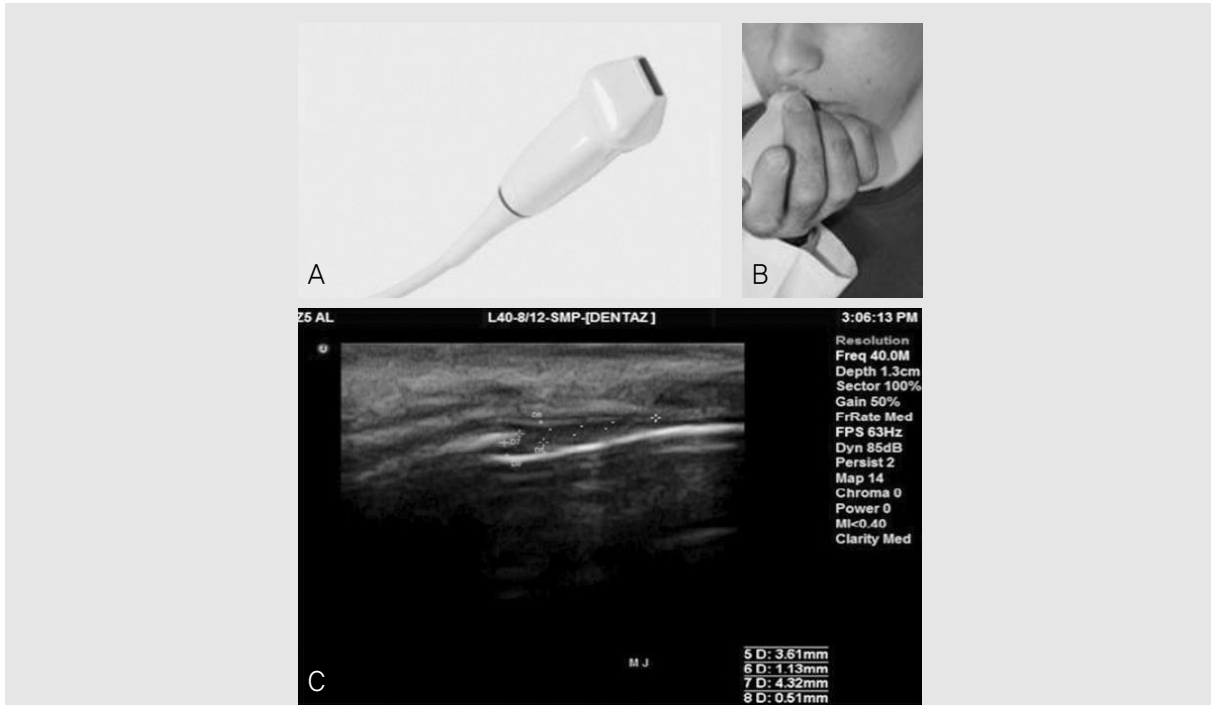 A
B
Z5 AL L40-8/12-SMP-[DENTAZ ] 3:06:13 PM
Resolution
Freq 40.0M
Depth 1.3cm
Sector 100%
Gain 50%
FrRate Med
FPS 63Hz
Dyn 85dB
Persist 2
Map 14
Chroma 0
Power 0
MI<0.40
Clarity Med
M J
5 D: 3.61mm
6 D: 1.13mm
7 D: 4.32mm
8 D: 0.51mm
C